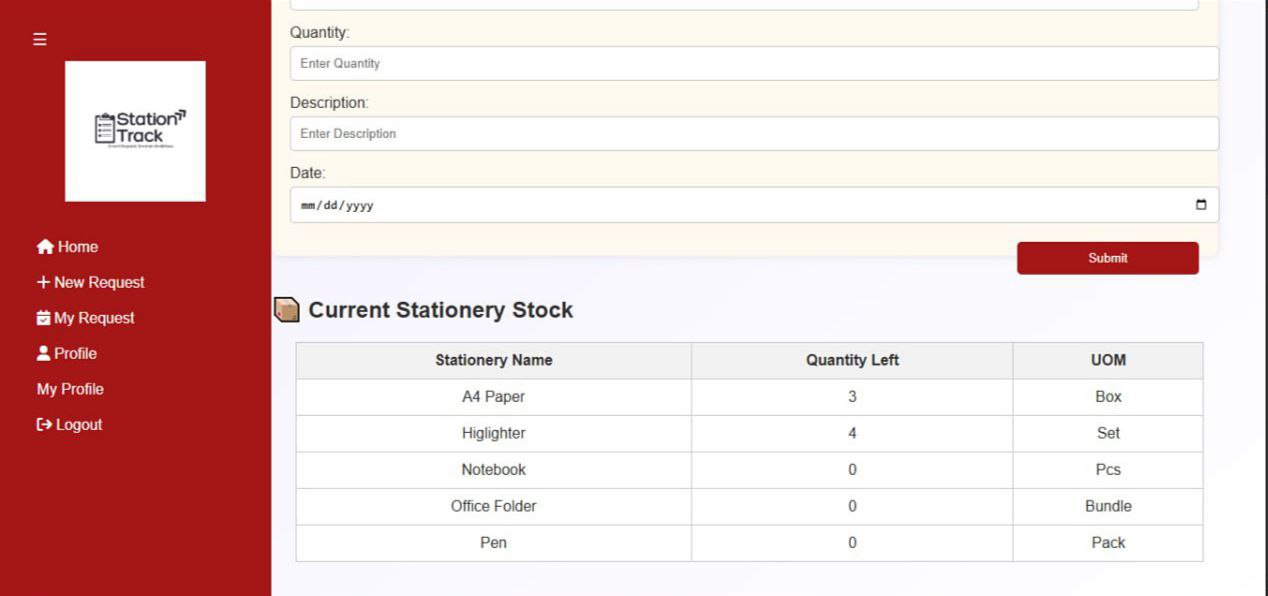 ☰
Station
Track
Home
+ New Request
My Request
Profile
My Profile
Logout
Quantity:
Enter Quantity
Description:
Enter Description
Date:
mm/dd/yyyy
Submit
Current Stationery Stock
Stationery Name Quantity Left UOM
A4 Paper 3 Box
Higlighter 4 Set
Notebook 0 Pcs
Office Folder 0 Bundle
Pen 0 Pack